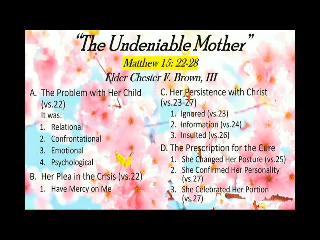 “The Undeniable Mother”
Matthew 15: 22-28
Elder Chester F. Brown, III
A. The Problem with Her Child
(vs.22)
It was:
1. Relational
2. Confrontational
3. Emotional
4. Psychological
B. Her Plea in the Crisis (vs.22)
1. Have Mercy on Me
C. Her Persistence with Christ
(vs.23-27)
1. Ignored (vs.23)
2. Information (vs.24)
3. Insulted (vs.26)
D. The Prescription for the Cure
1. She Changed Her Posture (vs.25)
2. She Confirmed Her Personality
(vs.27)
3. She Celebrated Her Portion
(vs.27)